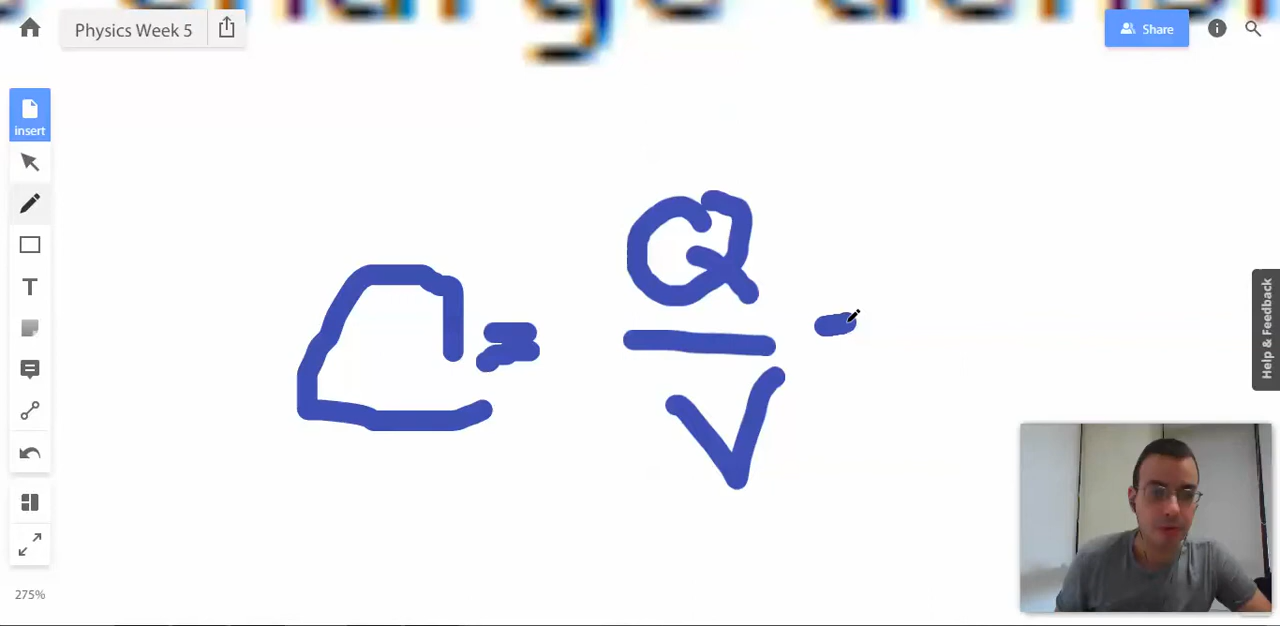 Physics Week 5
Share
insert
C = Q / V -
T
Help & Feedback
275%